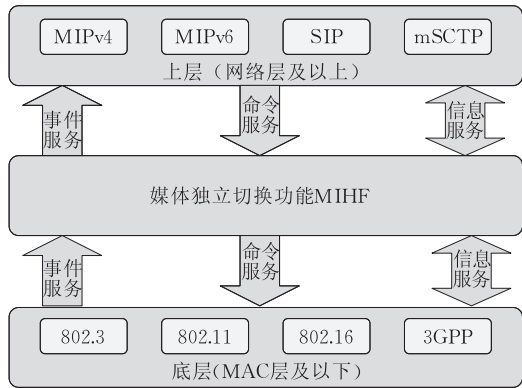 MIPv4 MIPv6 SIP mSCTP
上层（网络层及以上）
事件服务 命令服务 信息服务
媒体独立切换功能MIHF
事件服务 命令服务 信息服务
802.3 802.11 802.16 3GPP
底层(MAC层及以下)